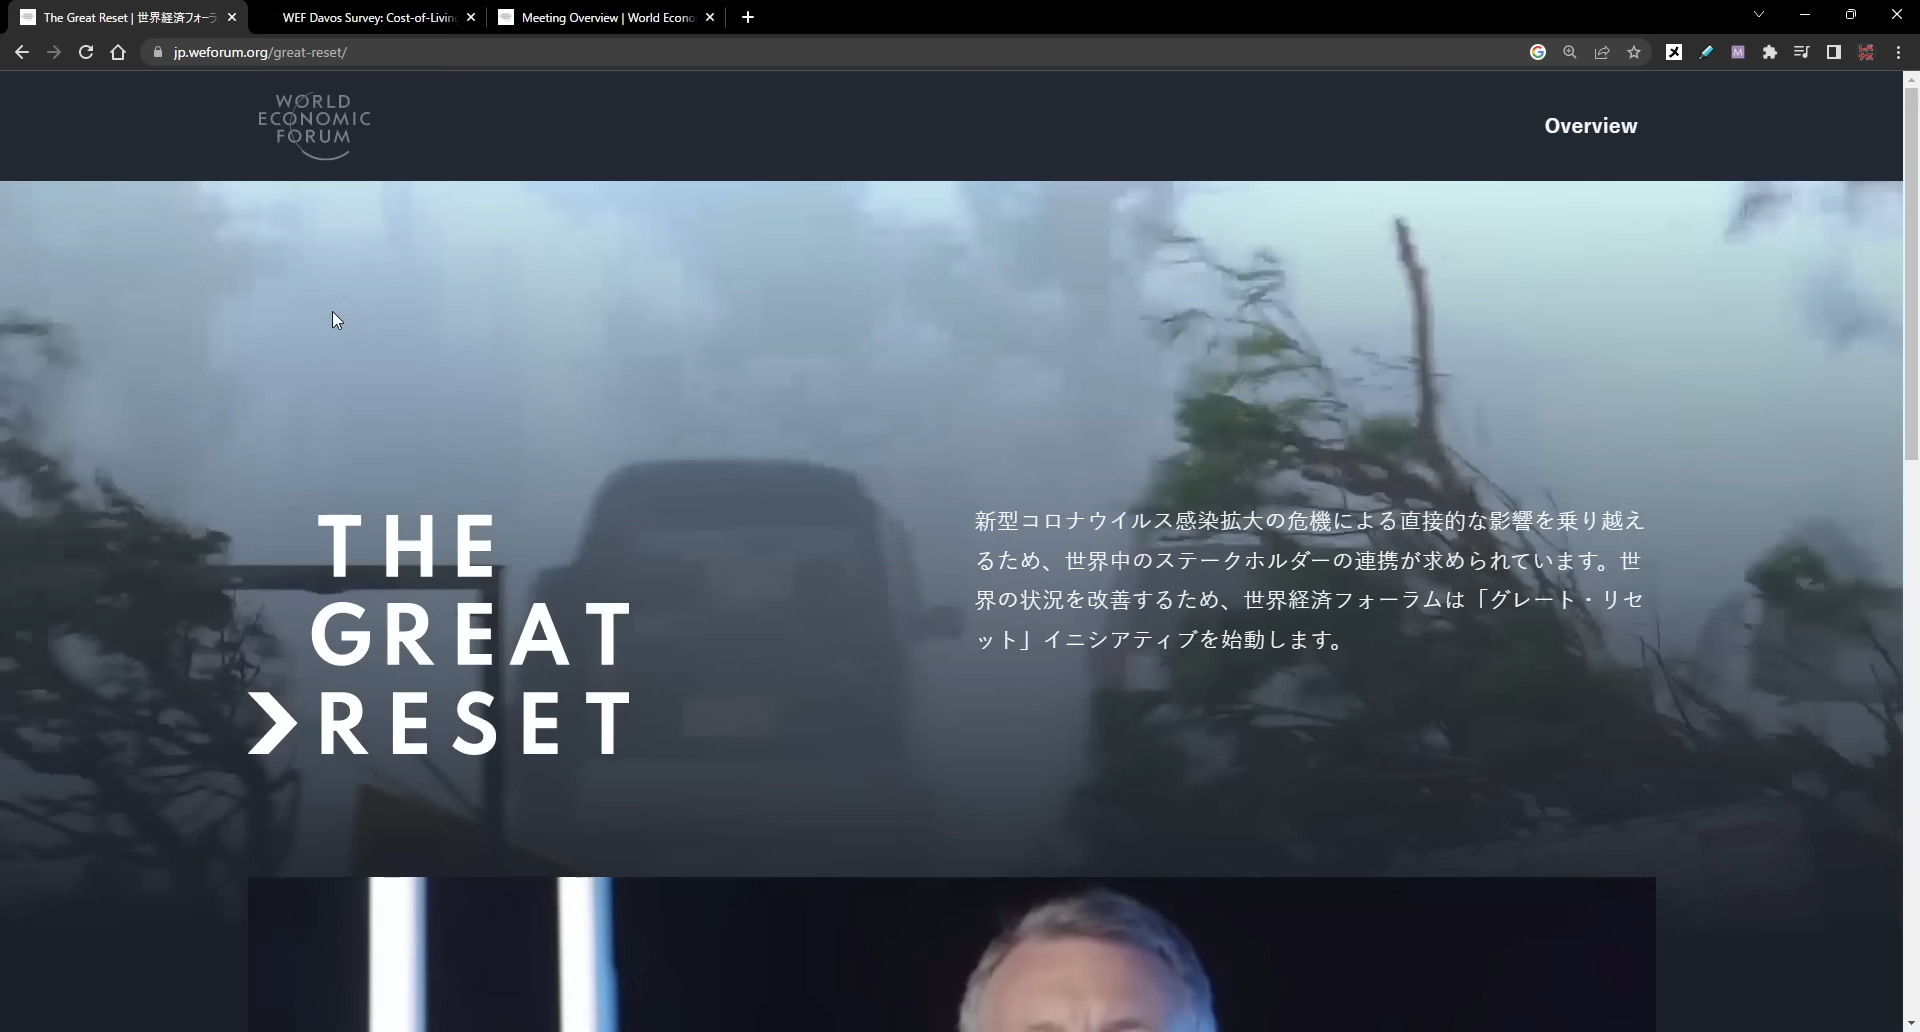 The Great Reset | 世界経済フォーラ
WEF Davos Survey: Cost-of-Livin
Meeting Overview | World Econo
jp.weforum.org/great-reset/
WORLD
ECONOMIC
FORUM
Overview
THE
GREAT
RESET
新型コロナウイルス感染拡大の危機による直接的な影響を乗り越え
るため、世界中のステークホルダーの連携が求められています。世
界の状況を改善するため、世界経済フォーラムは「グレート・リセ
ット」イニシアティブを始動します。